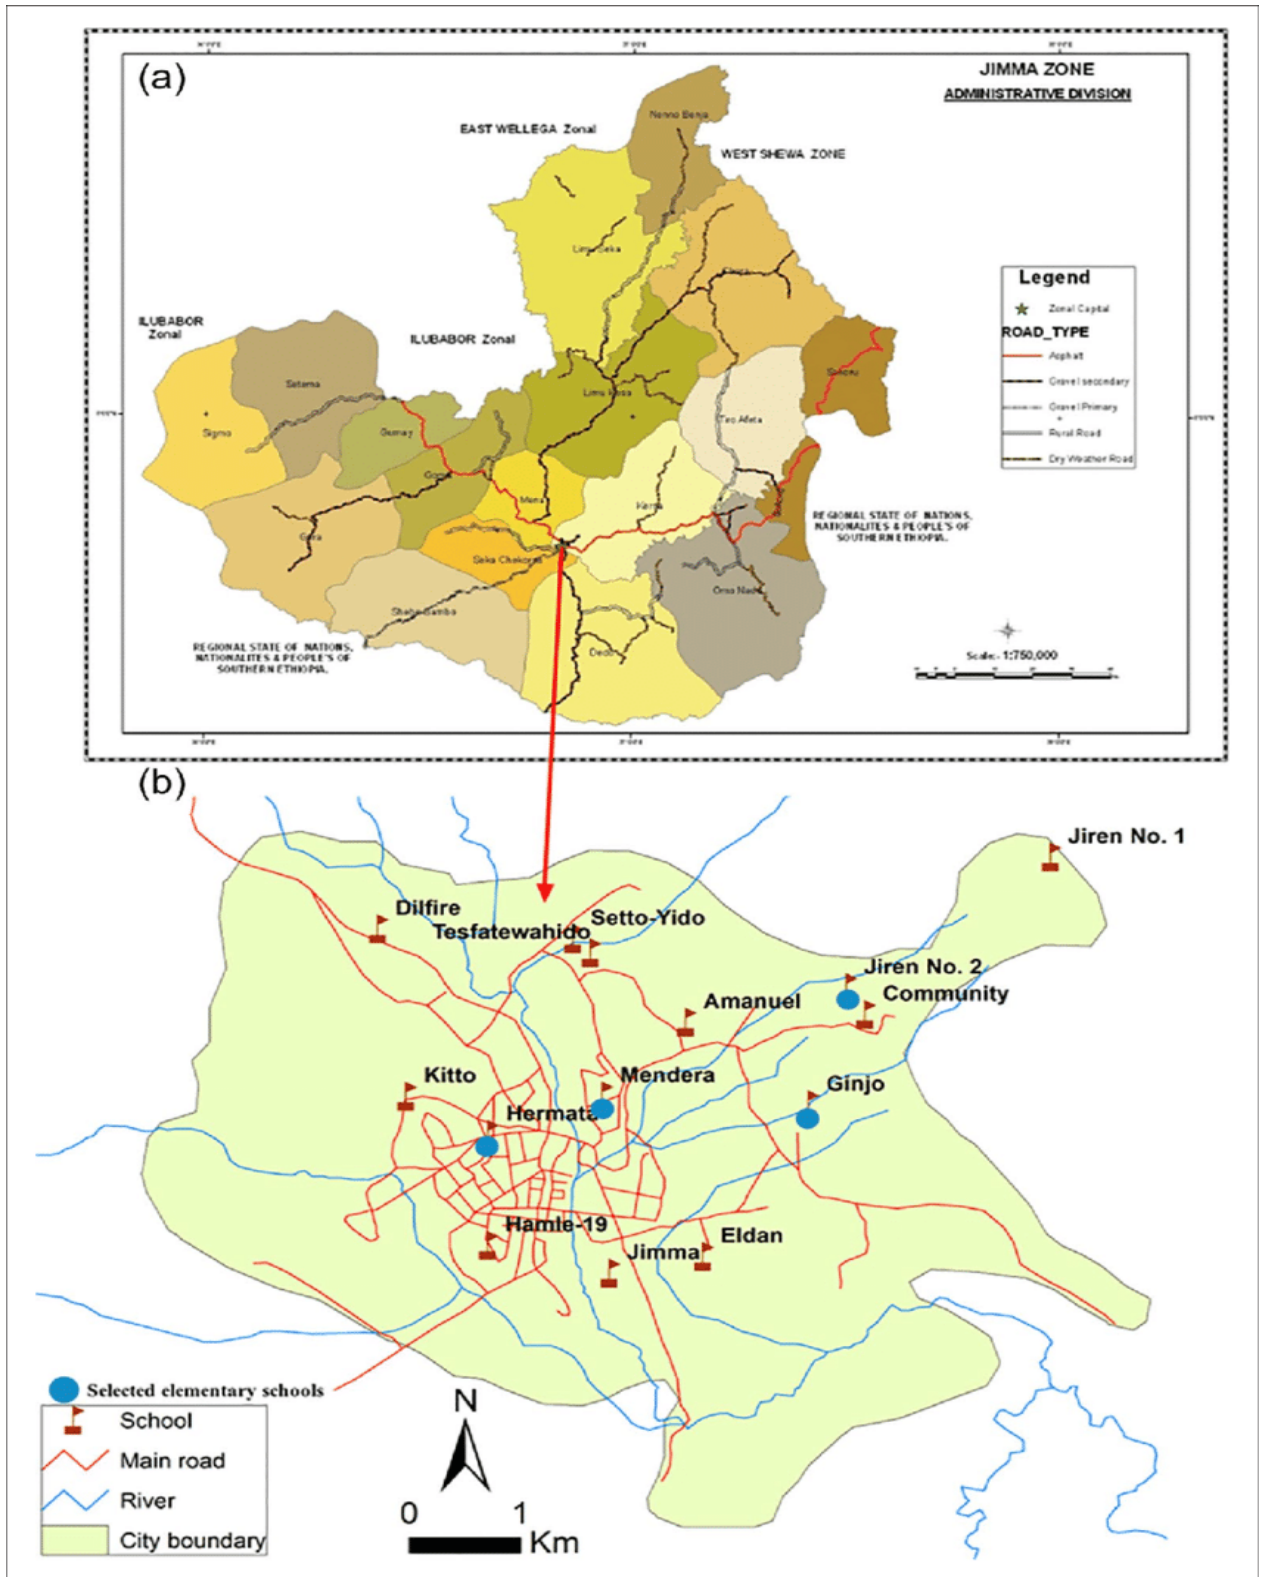 (a)
JIMMA ZONE
ADMINISTRATIVE DIVISION
Nonno Benja
EAST WELLEGA Zonal
WEST SHEWA ZONE
Limu Seka
Legend
Zonal Capital
ROAD_TYPE
Asphalt
Gravel secondary
Gravel Primary
Rural Road
Dry Weather Road
ILUBABOR
Zonal
ILUBABOR Zonal
Setema
Sigmo
Gumay
Limu Kosa
Tiro Afeta
Sokoru
Mana
Kersa
Gera
Seka Chekorsa
Shebe Sambo
Dedo
Omo Nada
REGIONAL STATE OF NATIONS,
NATIONALITES & PEOPLE'S OF
SOUTHERN ETHIOPIA.
REGIONAL STATE OF NATIONS,
NATIONALITES & PEOPLE'S OF
SOUTHERN ETHIOPIA.
Scale:- 1:750,000
(b)
Jiren No. 1
Dilfire
Setto-Yido
Tesfatewahido
Jiren No. 2
Community
Amanuel
Kitto
Mendera
Ginjo
Hermata
Hamle-19
Eldan
Jimma
Selected elementary schools
School
Main road
River
City boundary
N
0 1
Km